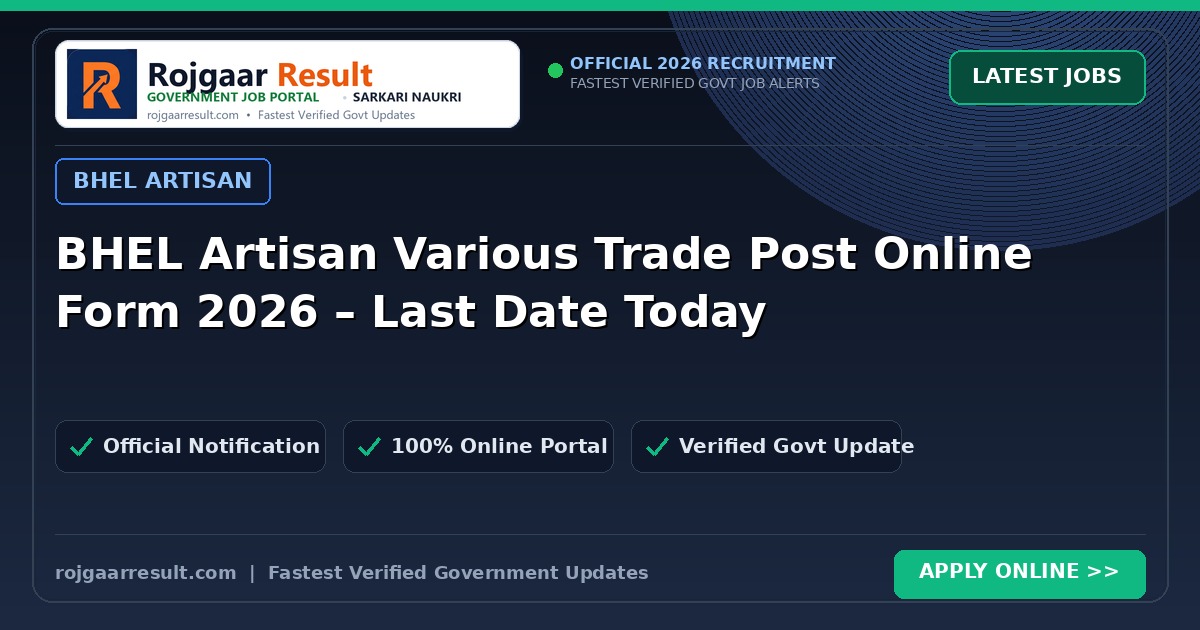 Rojgaar Result
GOVERNMENT JOB PORTAL • SARKARI NAUKRI
rojgaarresult.com • Fastest Verified Govt Updates
OFFICIAL 2026 RECRUITMENT
FASTEST VERIFIED GOVT JOB ALERTS
LATEST JOBS
BHEL ARTISAN
BHEL Artisan Various Trade Post Online
Form 2026 – Last Date Today
Official Notification
100% Online Portal
Verified Govt Update
rojgaarresult.com | Fastest Verified Government Updates
APPLY ONLINE >>